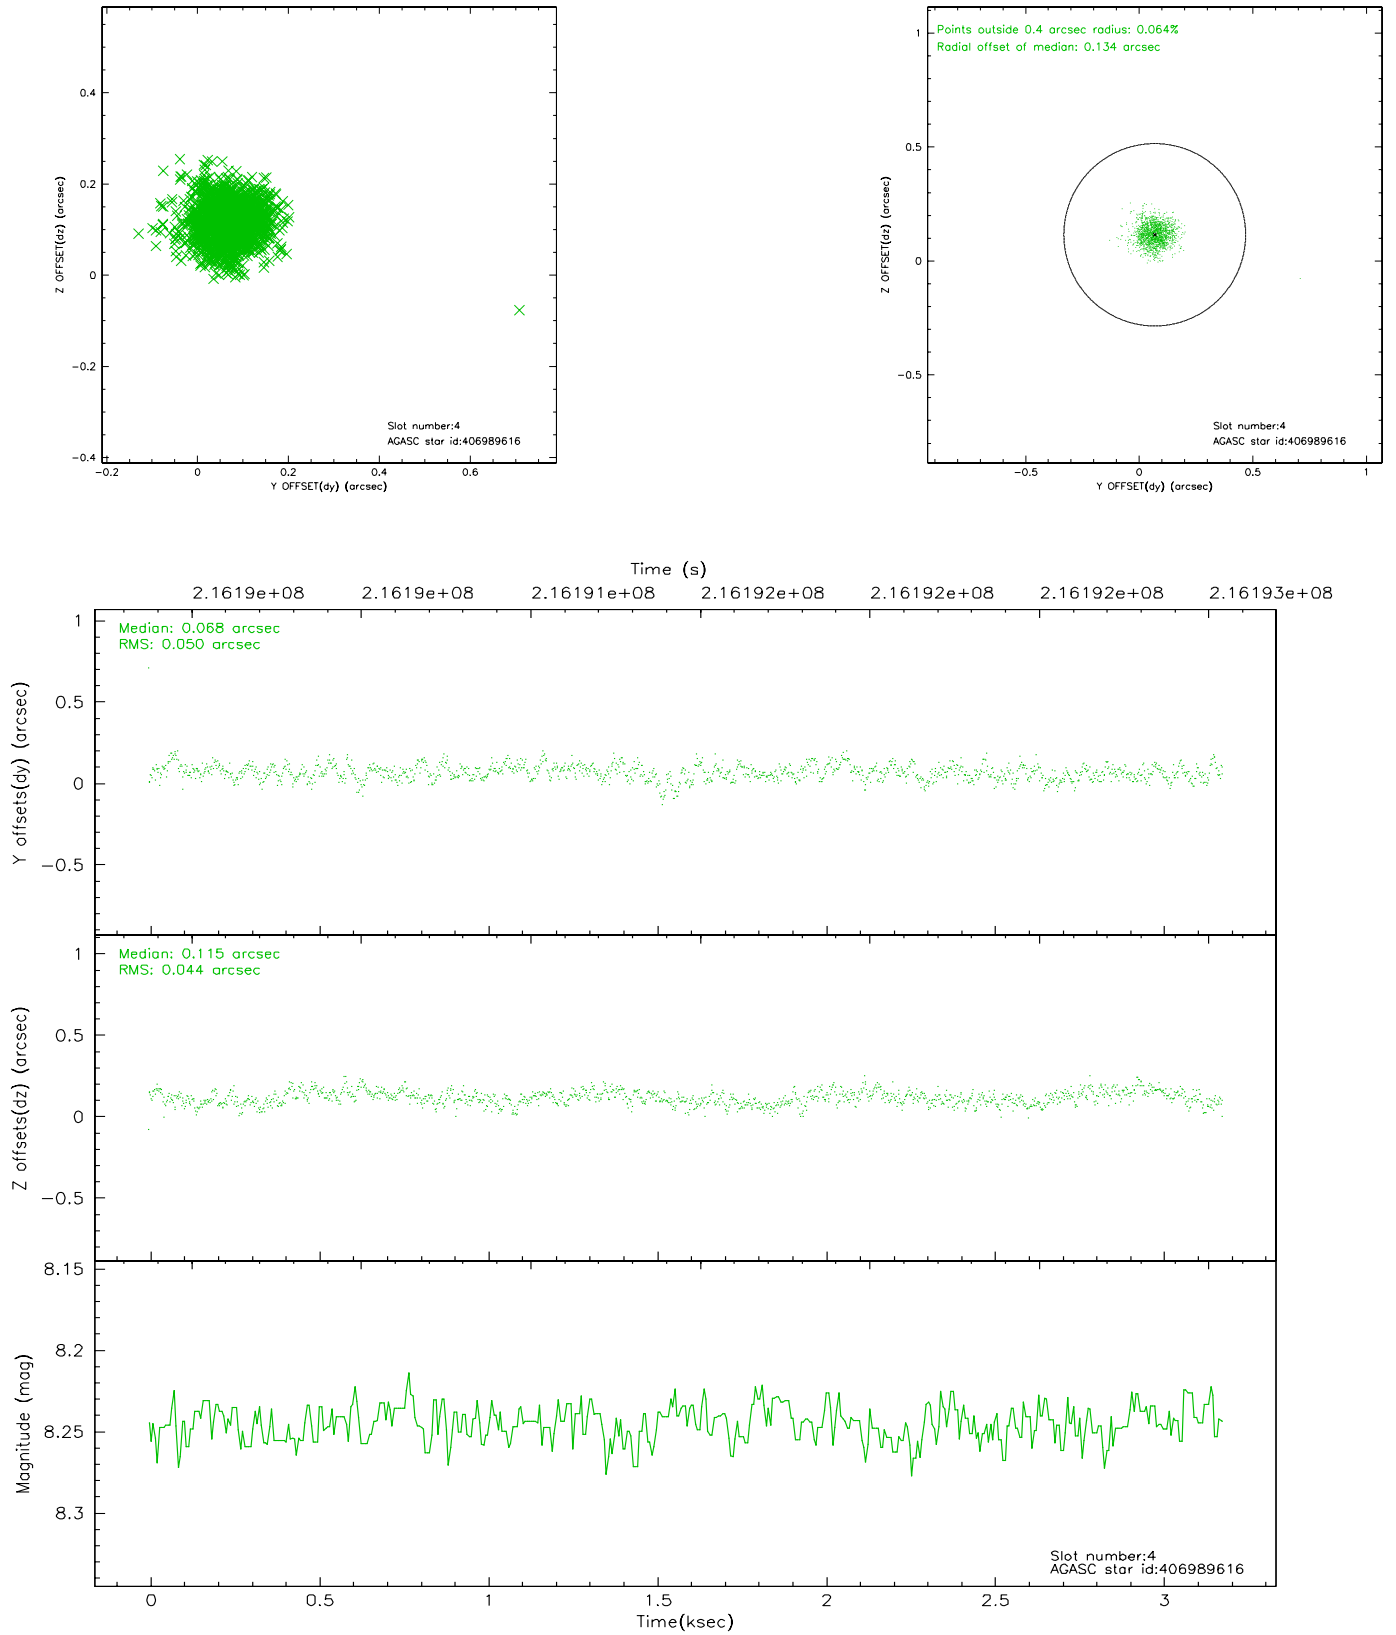 0.4
0.2
0
−0.2
−0.4
Z OFFSET(dz) (arcsec)
Slot number:4
AGASC star id:406989616
−0.2 0 0.2 0.4 0.6
Y OFFSET(dy) (arcsec)
Points outside 0.4 arcsec radius: 0.064%
Radial offset of median: 0.134 arcsec
1
0.5
0
−0.5
Z OFFSET(dz) (arcsec)
Slot number:4
AGASC star id:406989616
−0.5 0 0.5 1
Y OFFSET(dy) (arcsec)
Time (s)
2.1619e+08 2.1619e+08 2.16191e+08 2.16192e+08 2.16192e+08 2.16192e+08 2.16193e+08
Median: 0.068 arcsec
RMS: 0.050 arcsec
1
0.5
0
−0.5
Y offsets(dy) (arcsec)
Median: 0.115 arcsec
RMS: 0.044 arcsec
1
0.5
0
−0.5
Z offsets(dz) (arcsec)
8.15
8.2
8.25
8.3
Magnitude (mag)
Slot number:4
AGASC star id:406989616
0 0.5 1 1.5 2 2.5 3
Time(ksec)